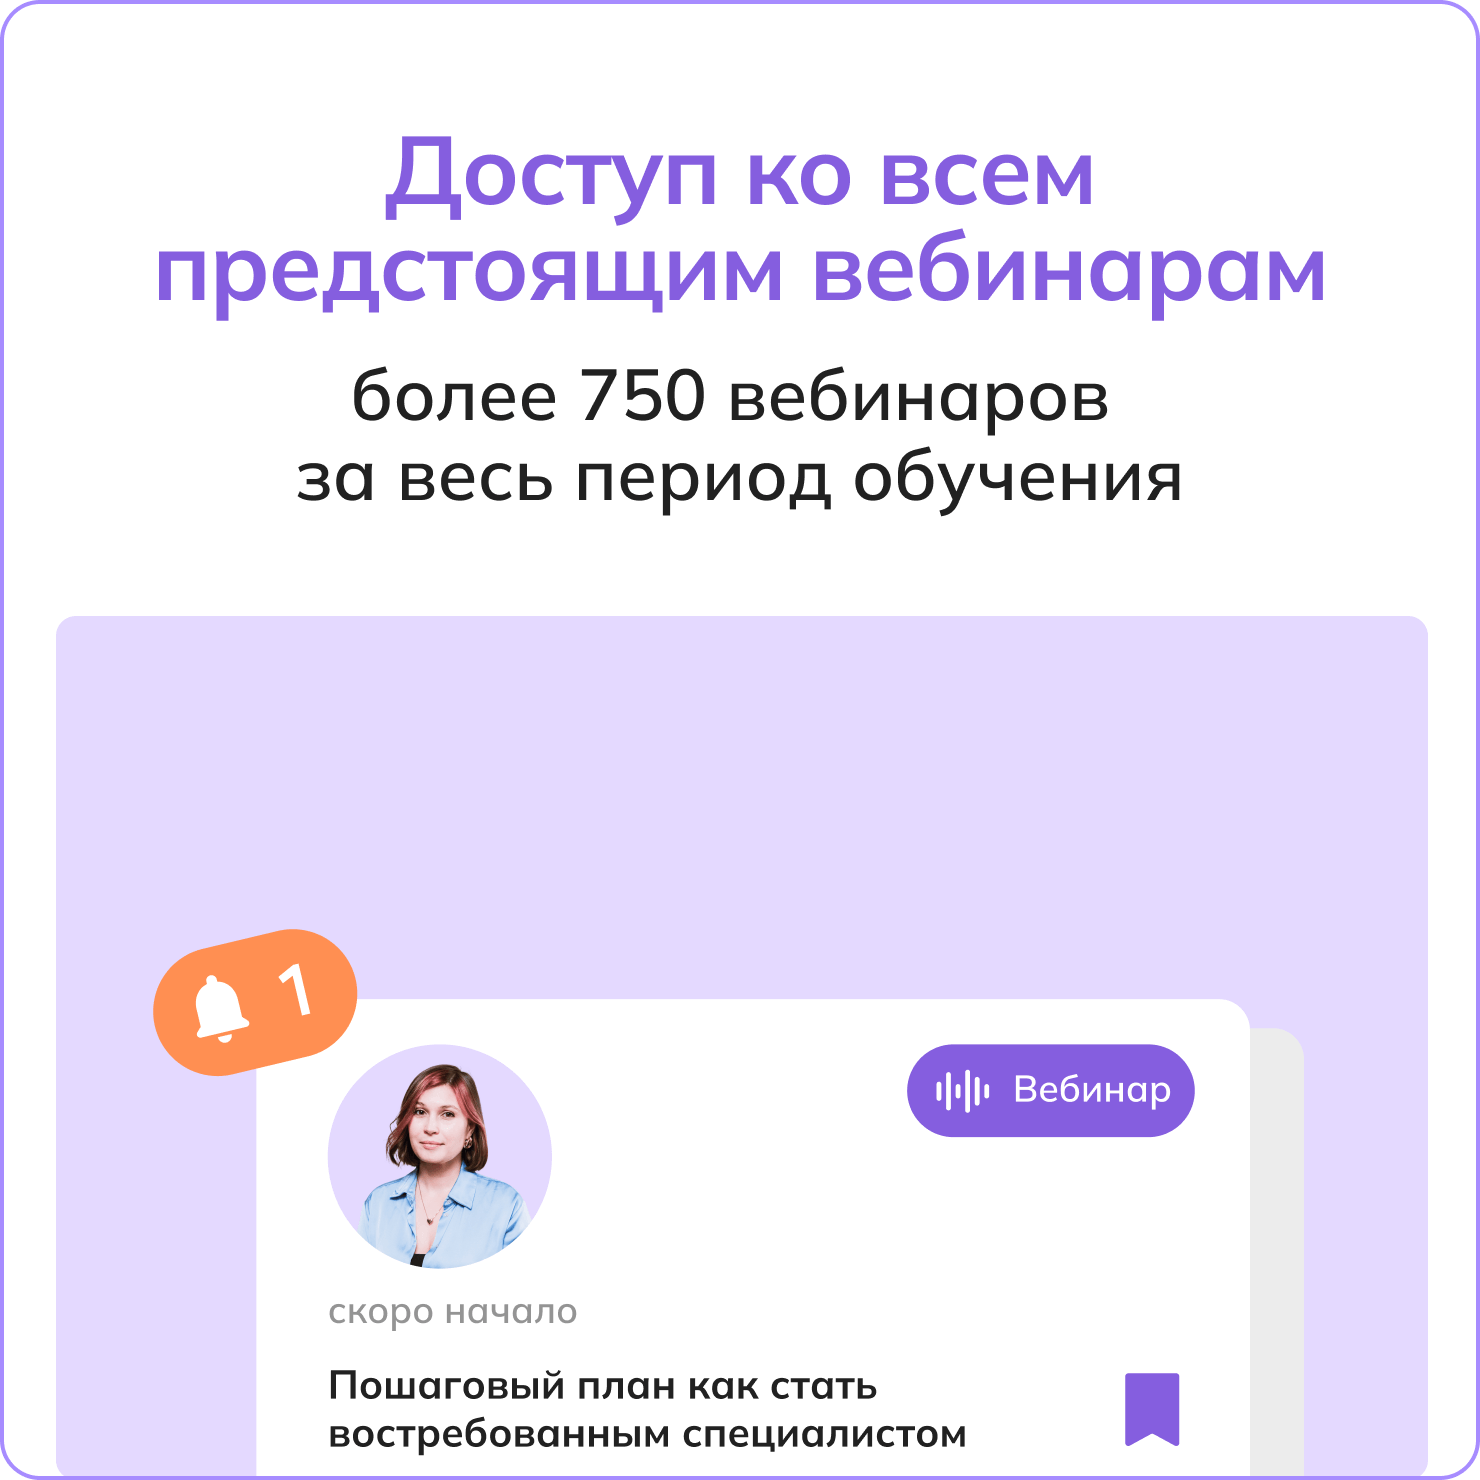 Доступ ко всем
предстоящим вебинарам
более 750 вебинаров
за весь период обучения
1
Вебинар
скоро начало
Пошаговый план как стать
востребованным специалистом